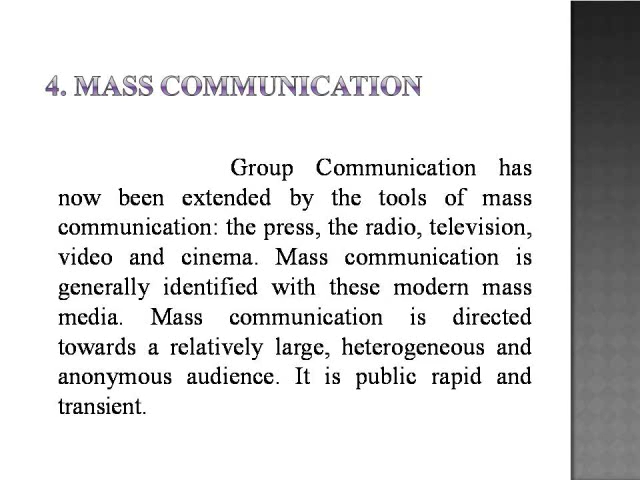 4. MASS COMMUNICATION
Group Communication has
now been extended by the tools of mass
communication: the press, the radio, television,
video and cinema. Mass communication is
generally identified with these modern mass
media. Mass communication is directed
towards a relatively large, heterogeneous and
anonymous audience. It is public rapid and
transient.